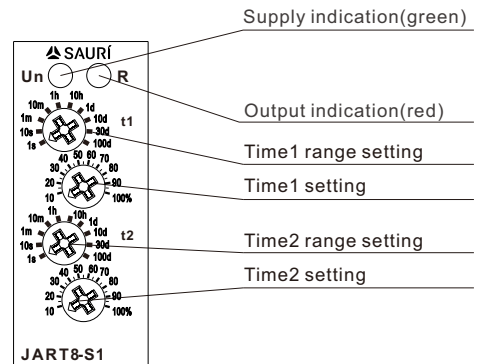 Supply indication(green)
SAURÍ
Un R
1h 10h
10m 1d
1m 10d t1
10s 30d
1s 100d
Output indication(red)
Time1 range setting
40 50 60 70
30 80
20 90
10 100%
Time1 setting
1h 10h
10m 1d
1m 10d t2
10s 30d
1s 100d
Time2 range setting
40 50 60 70
30 80
20 90
10 100%
Time2 setting
JART8-S1